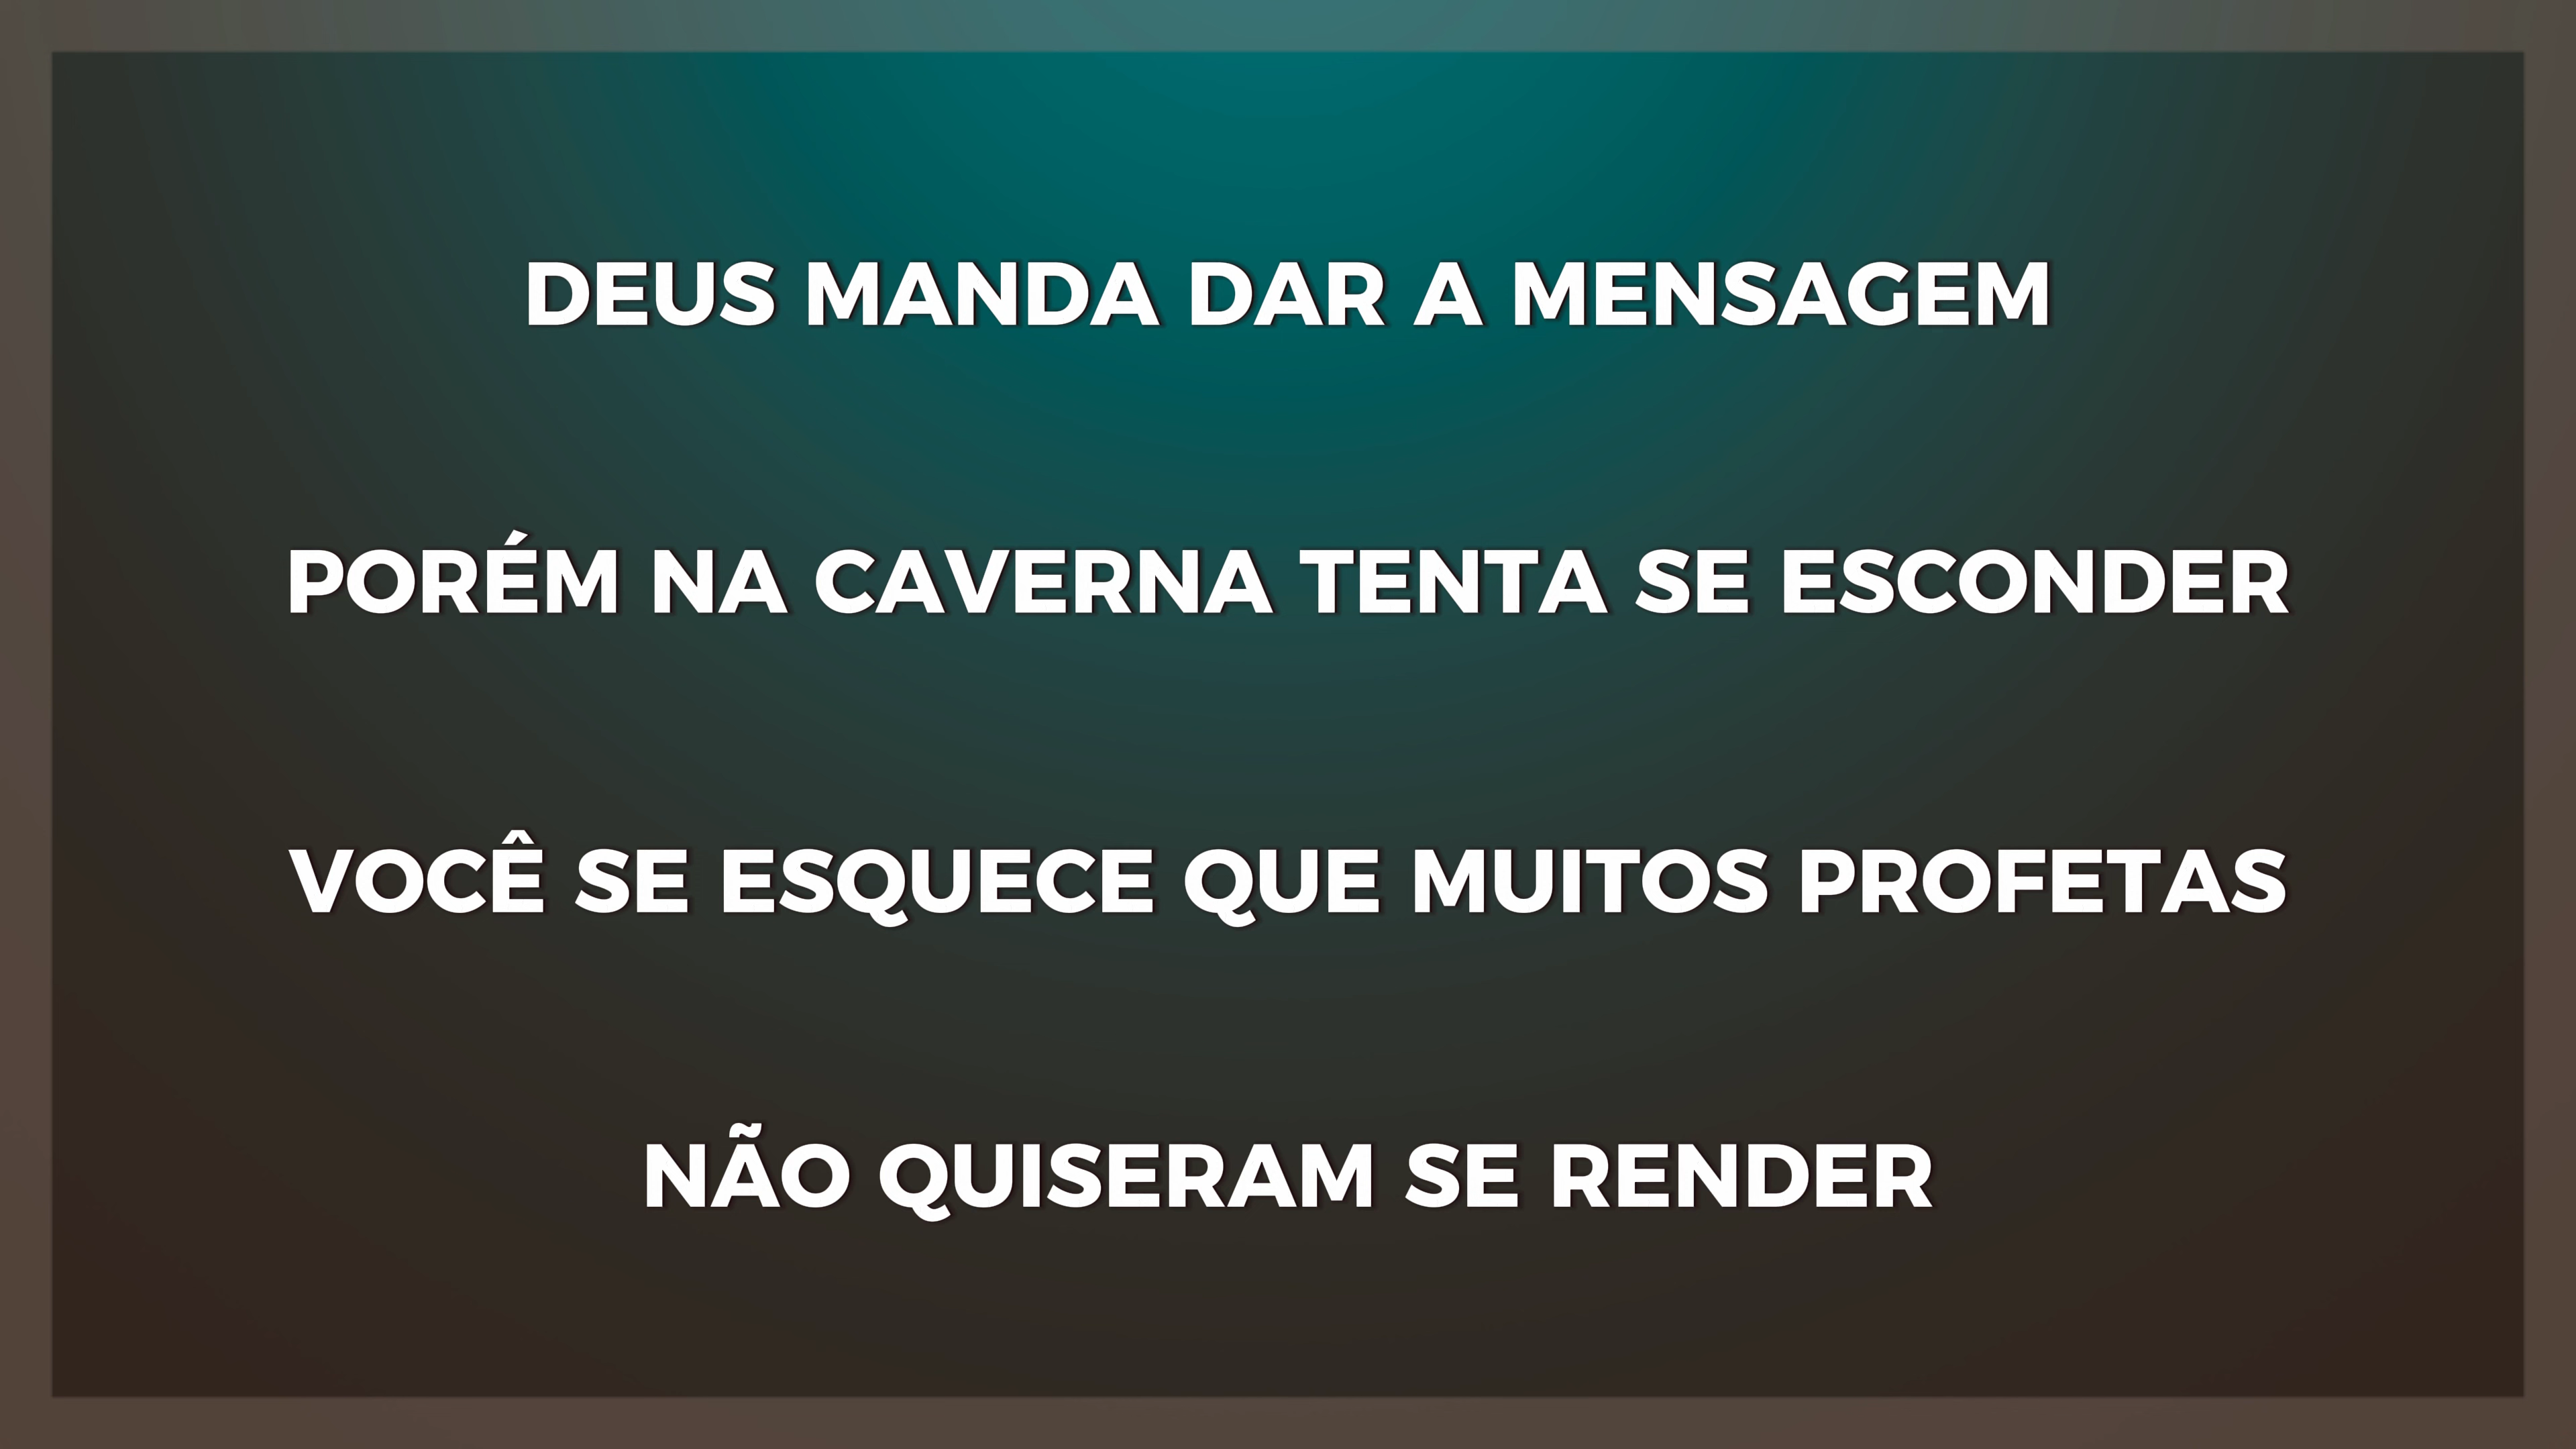 DEUS MANDA DAR A MENSAGEM
PORÉM NA CAVERNA TENTA SE ESCONDER
VOCÊ SE ESQUECE QUE MUITOS PROFETAS
NÃO QUISERAM SE RENDER